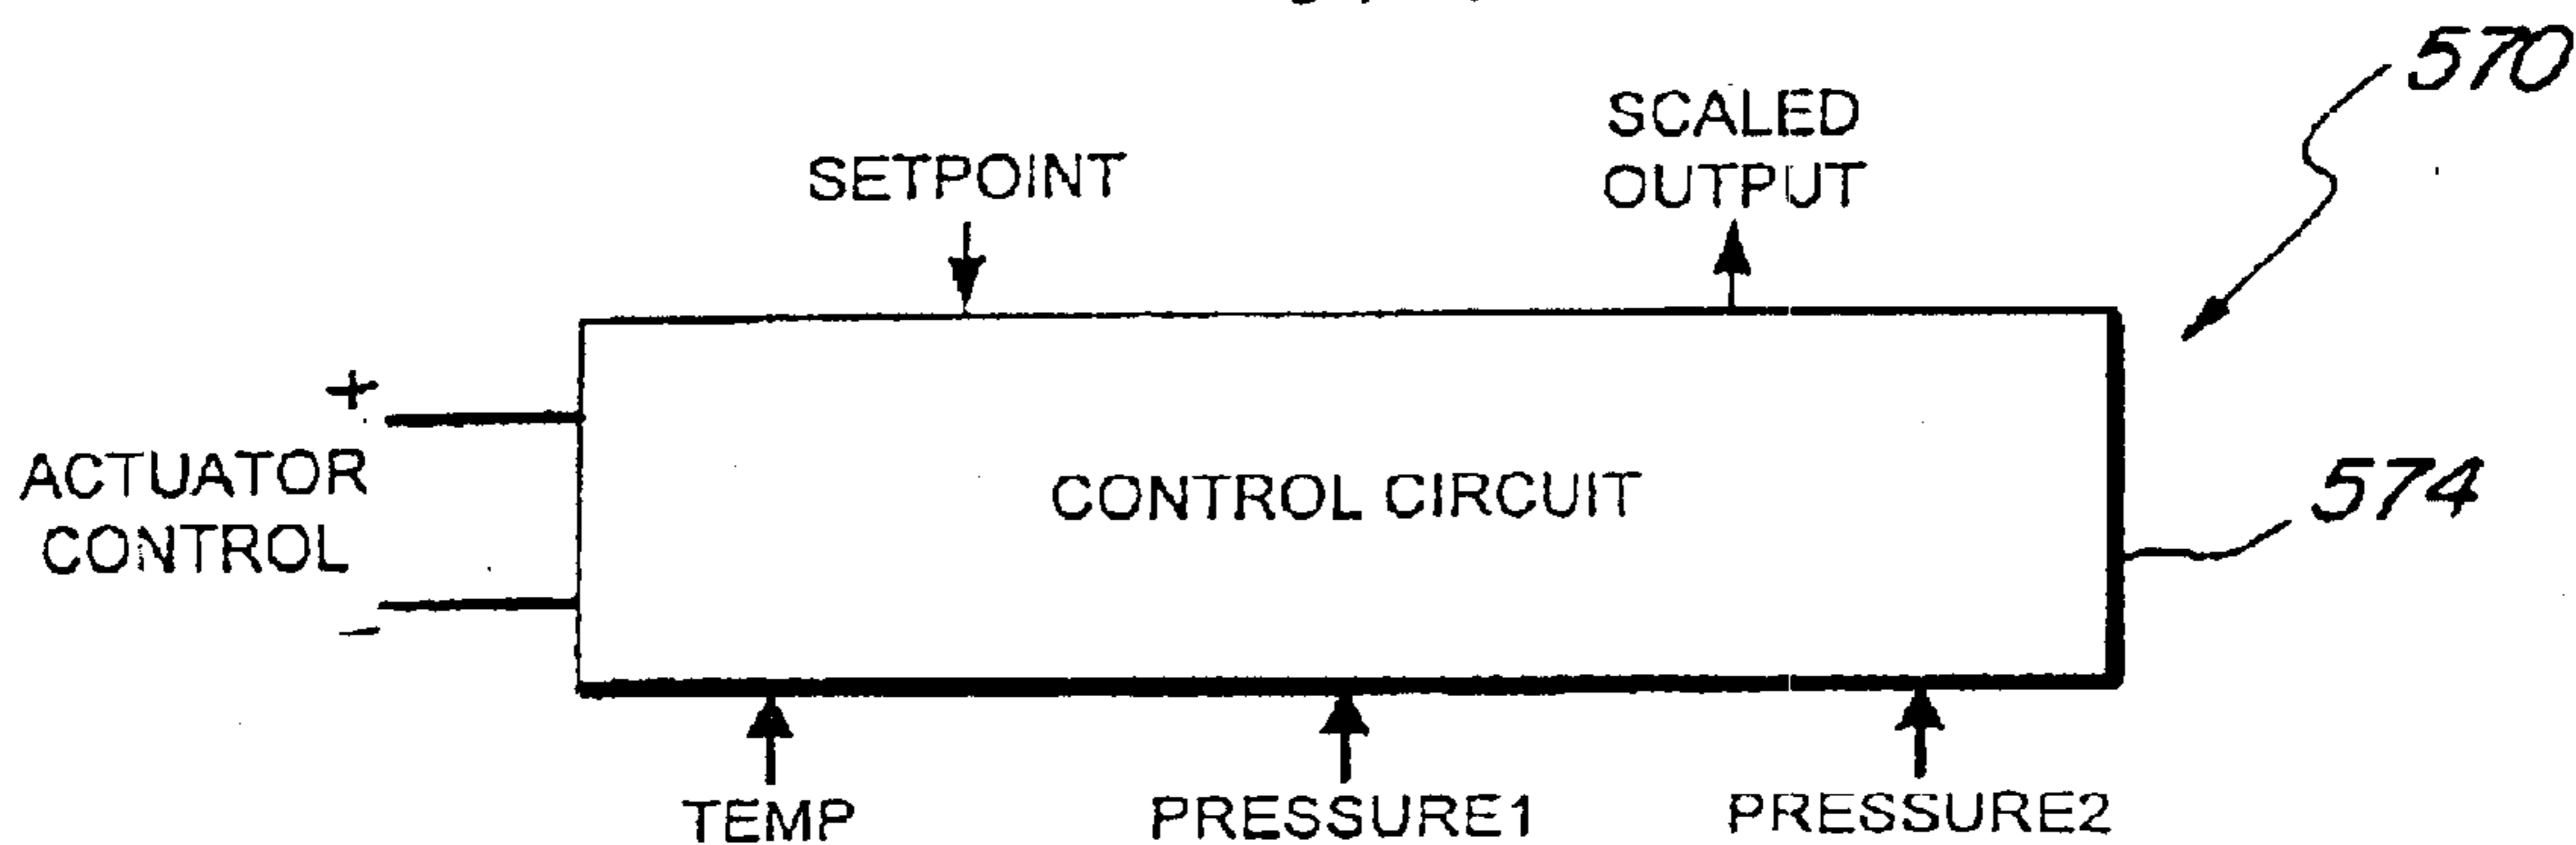 570
SCALED
OUTPUT
SETPOINT
+
ACTUATOR
CONTROL
–
CONTROL CIRCUIT
574
TEMP
PRESSURE1
PRESSURE2